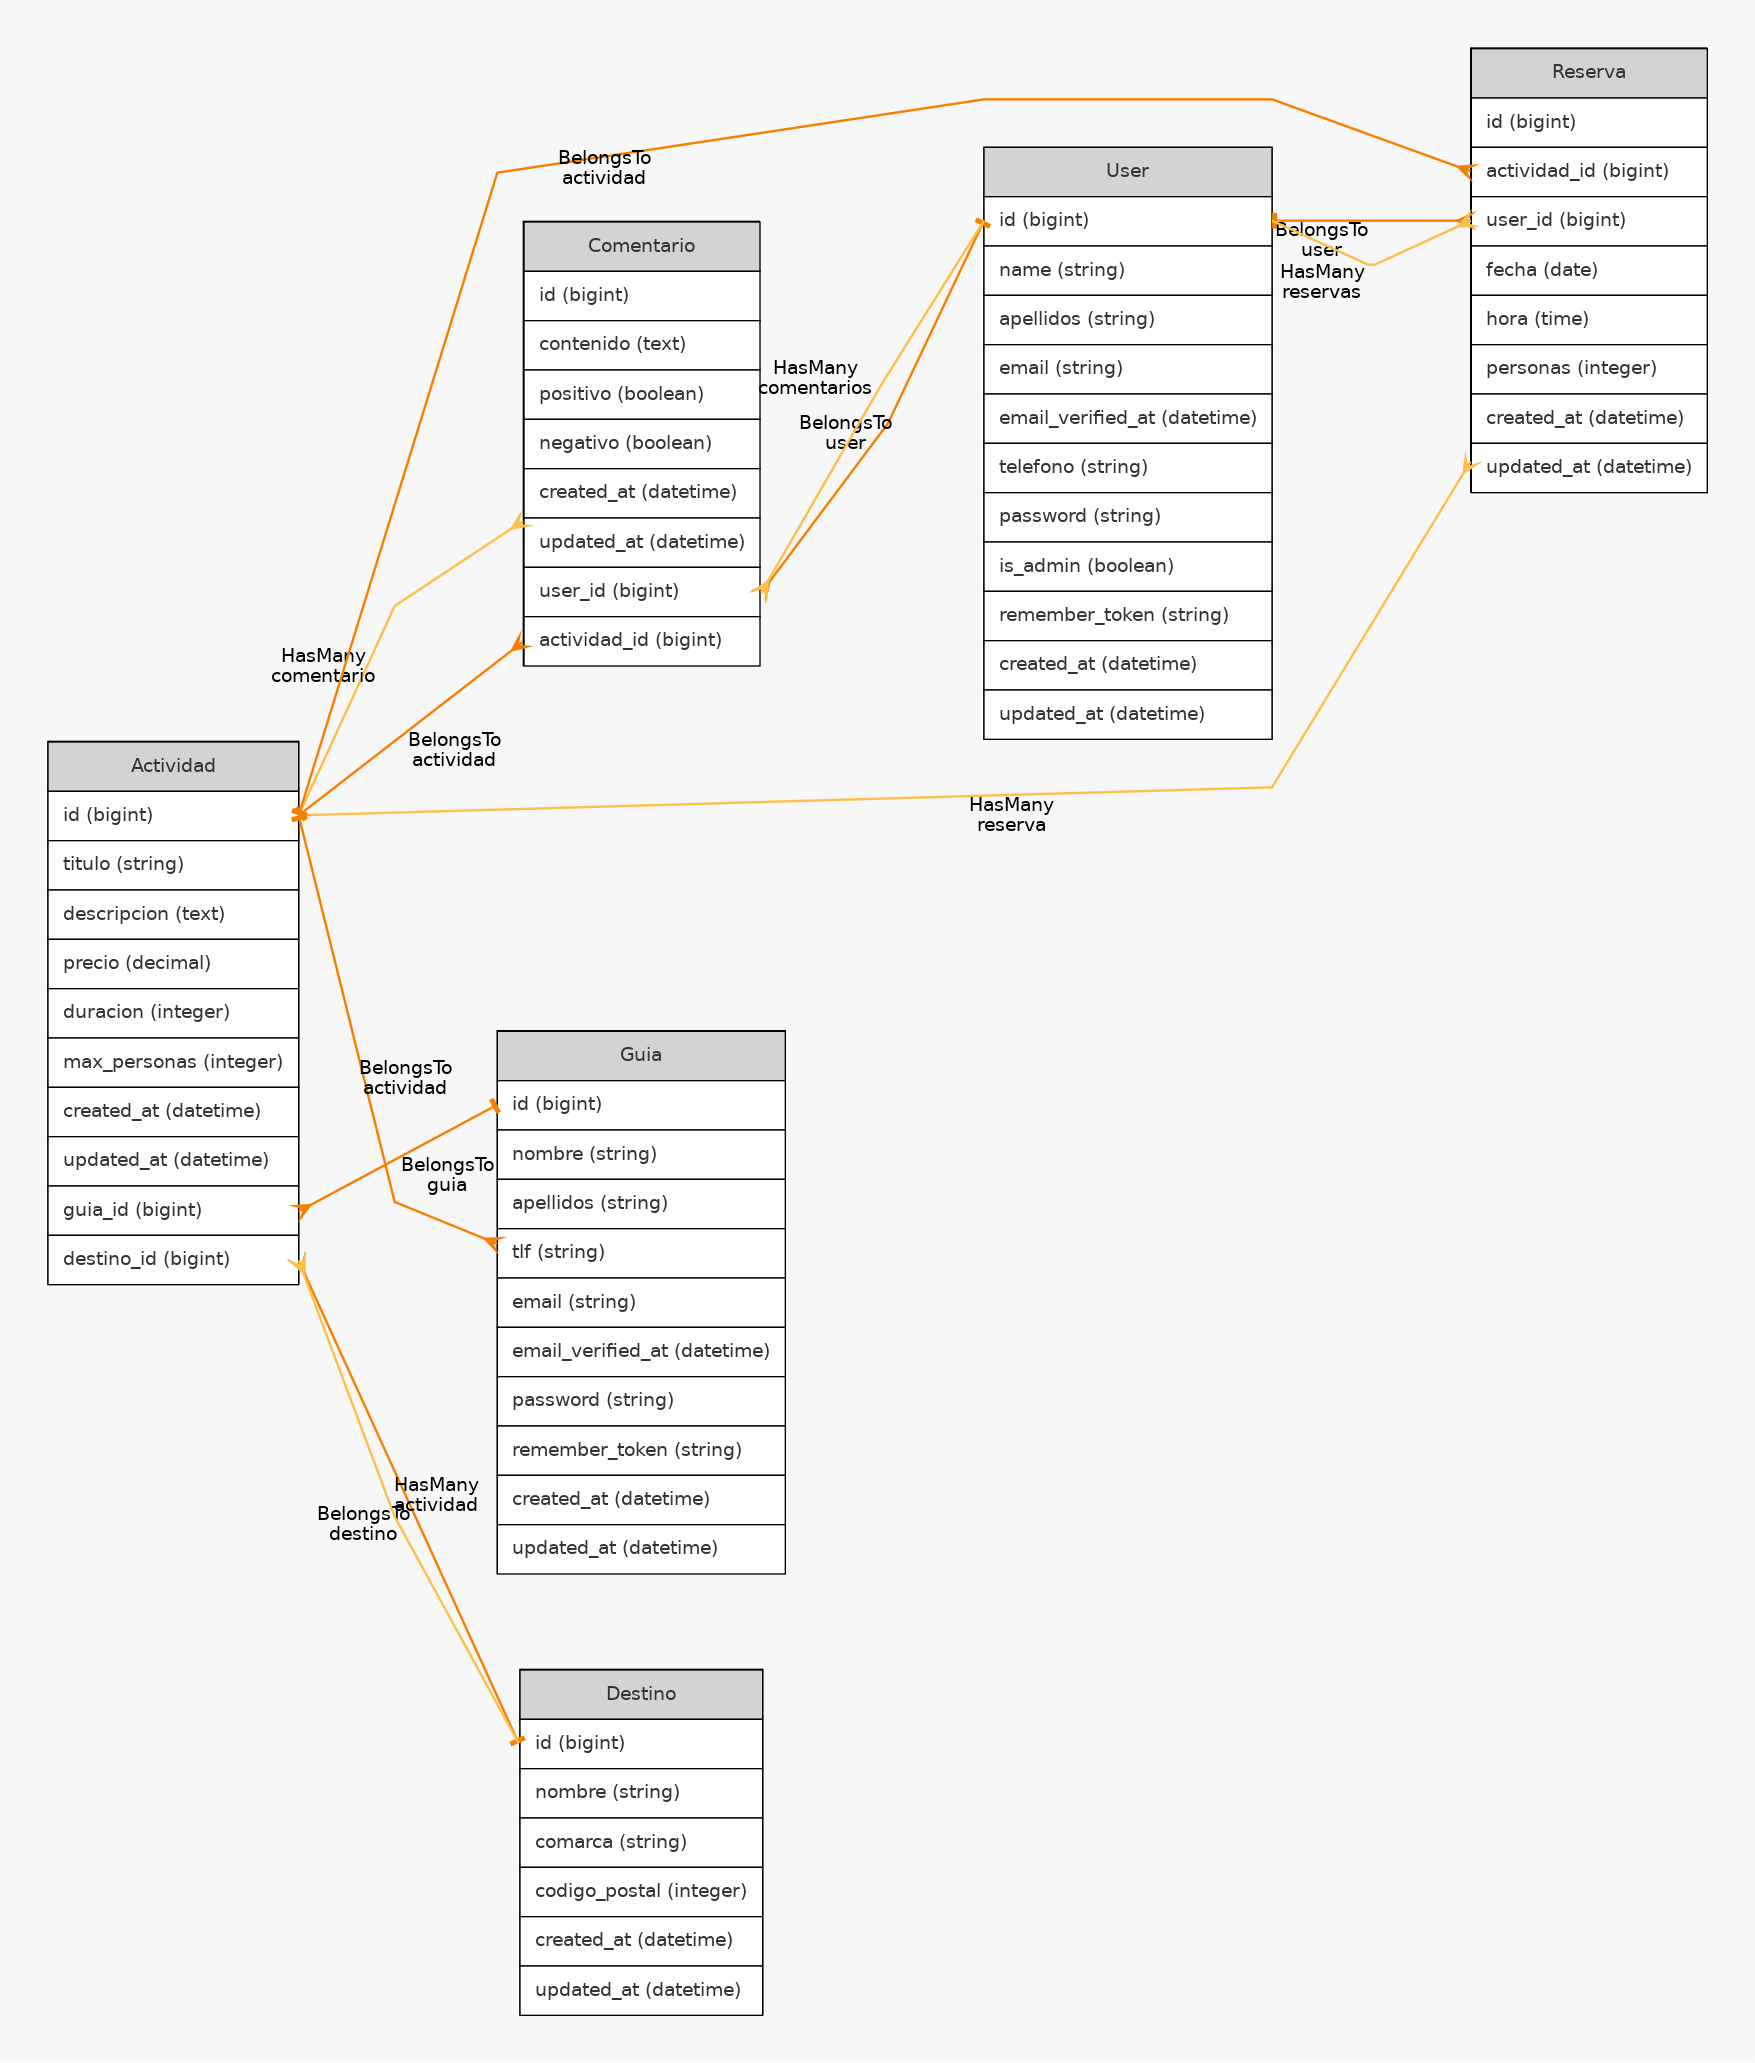 Reserva
id (bigint)
actividad_id (bigint)
user_id (bigint)
fecha (date)
hora (time)
personas (integer)
created_at (datetime)
updated_at (datetime)
BelongsTo
actividad
User
id (bigint)
name (string)
apellidos (string)
email (string)
email_verified_at (datetime)
telefono (string)
password (string)
is_admin (boolean)
remember_token (string)
created_at (datetime)
updated_at (datetime)
BelongsTo
user
HasMany
reservas
Comentario
id (bigint)
contenido (text)
positivo (boolean)
negativo (boolean)
created_at (datetime)
updated_at (datetime)
user_id (bigint)
actividad_id (bigint)
HasMany
comentarios
BelongsTo
user
HasMany
comentario
BelongsTo
actividad
HasMany
reserva
Actividad
id (bigint)
titulo (string)
descripcion (text)
precio (decimal)
duracion (integer)
max_personas (integer)
created_at (datetime)
updated_at (datetime)
guia_id (bigint)
destino_id (bigint)
BelongsTo
actividad
BelongsTo
guia
Guia
id (bigint)
nombre (string)
apellidos (string)
tlf (string)
email (string)
email_verified_at (datetime)
password (string)
remember_token (string)
created_at (datetime)
updated_at (datetime)
HasMany
actividad
BelongsTo
destino
Destino
id (bigint)
nombre (string)
comarca (string)
codigo_postal (integer)
created_at (datetime)
updated_at (datetime)